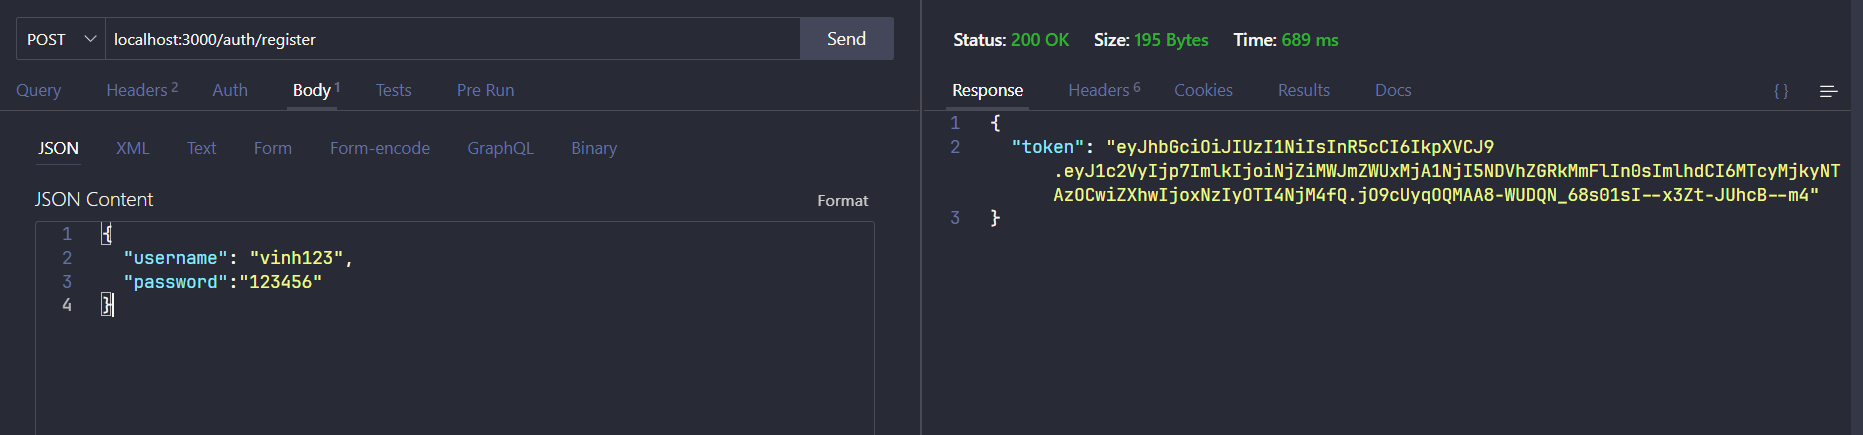 POST localhost:3000/auth/register Send
Query Headers 2 Auth Body 1 Tests Pre Run
JSON XML Text Form Form-encode GraphQL Binary
JSON Content Format
1 {
2 "username": "vinh123",
3 "password":"123456"
4 }
Status: 200 OK Size: 195 Bytes Time: 689 ms
Response Headers 6 Cookies Results Docs { }
1 {
2 "token": "eyJhbGciOiJIUzI1NiIsInR5cCI6IkpXVCJ9
.eyJ1c2VyIjp7ImlkIjoiNjZiMWJmZWUxMjA1NjI5NDVhZGRkMmFlIn0sImlhdCI6MTcyMjkyNT
AzOCwiZXhwIjoxNzIyOTI4NjM4fQ.jO9cUyqOQMAA8-WUDQN_68s01sI--x3Zt-JUhcB--m4"
3 }